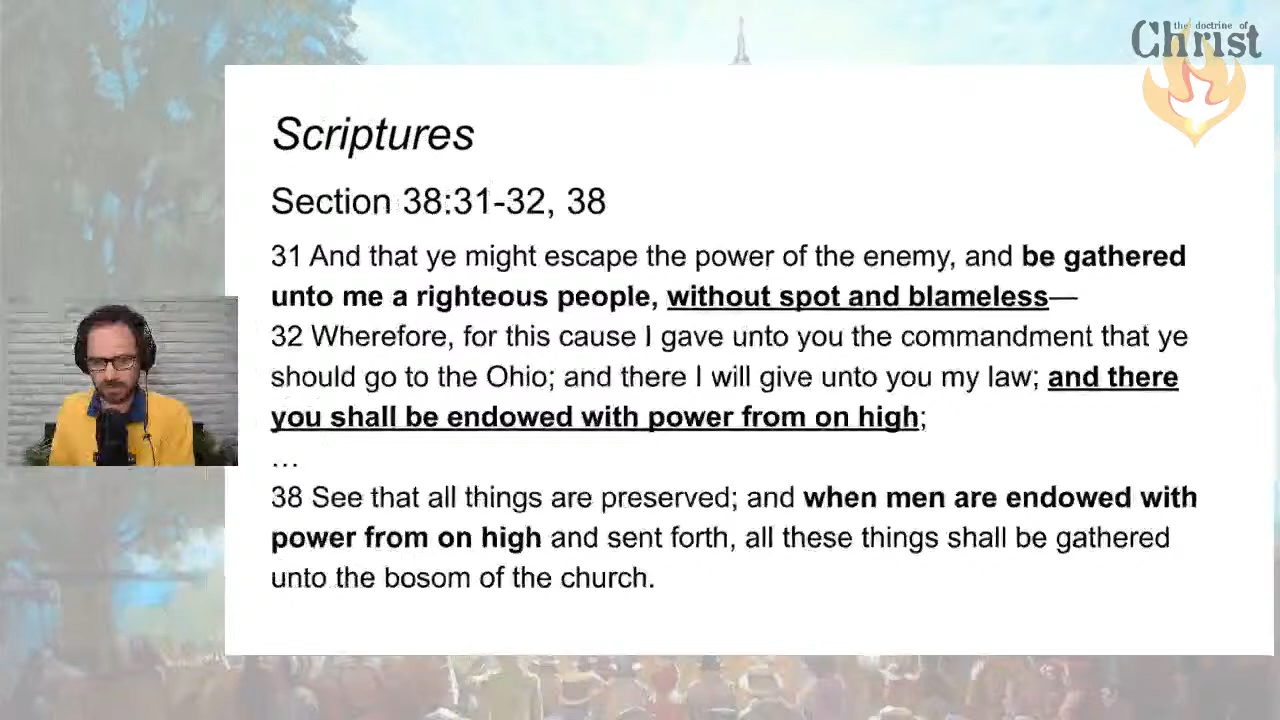 the doctrine of
Christ
Scriptures
Section 38:31-32, 38
31 And that ye might escape the power of the enemy, and be gathered
unto me a righteous people, without spot and blameless—
32 Wherefore, for this cause I gave unto you the commandment that ye
should go to the Ohio; and there I will give unto you my law; and there
you shall be endowed with power from on high;
…
38 See that all things are preserved; and when men are endowed with
power from on high and sent forth, all these things shall be gathered
unto the bosom of the church.